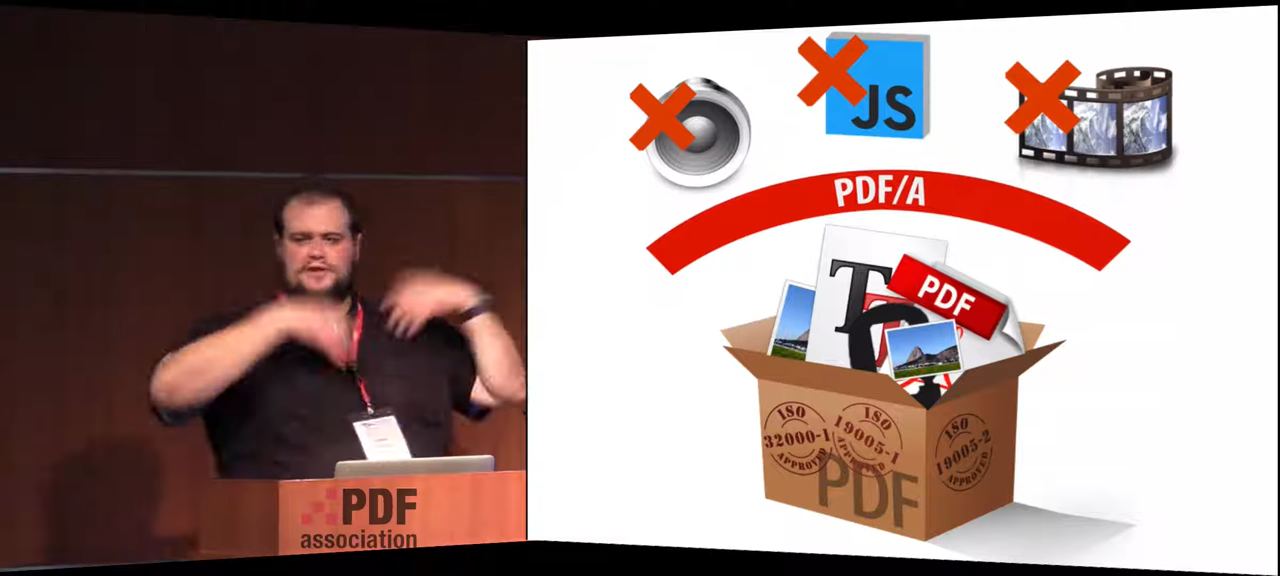 JS
PDF/A
T
PDF
ISO
32000-1
APPROVED
ISO
19005-1
APPROVED
ISO
19005-2
APPROVED
PDF
PDF
association